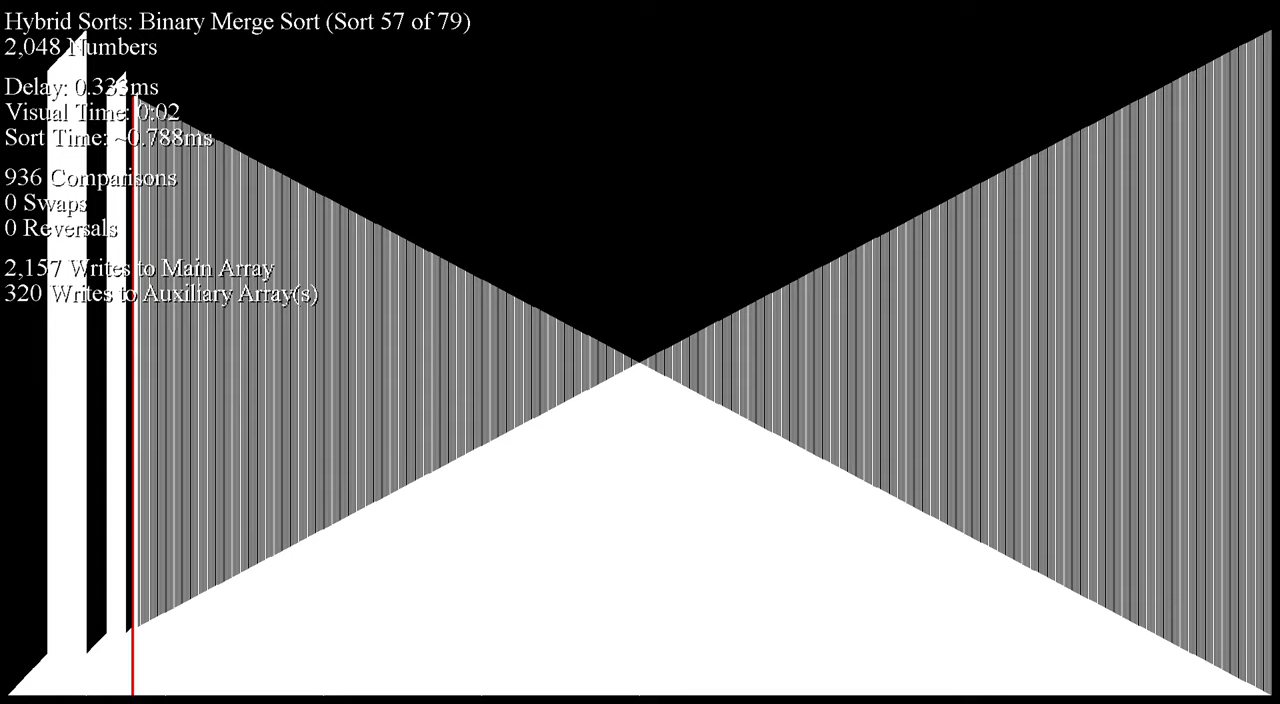 Hybrid Sorts: Binary Merge Sort (Sort 57 of 79)
2,048 Numbers
Delay: 0.333ms
Visual Time: 0:02
Sort Time: ~0.788ms
936 Comparisons
0 Swaps
0 Reversals
2,157 Writes to Main Array
320 Writes to Auxiliary Array(s)